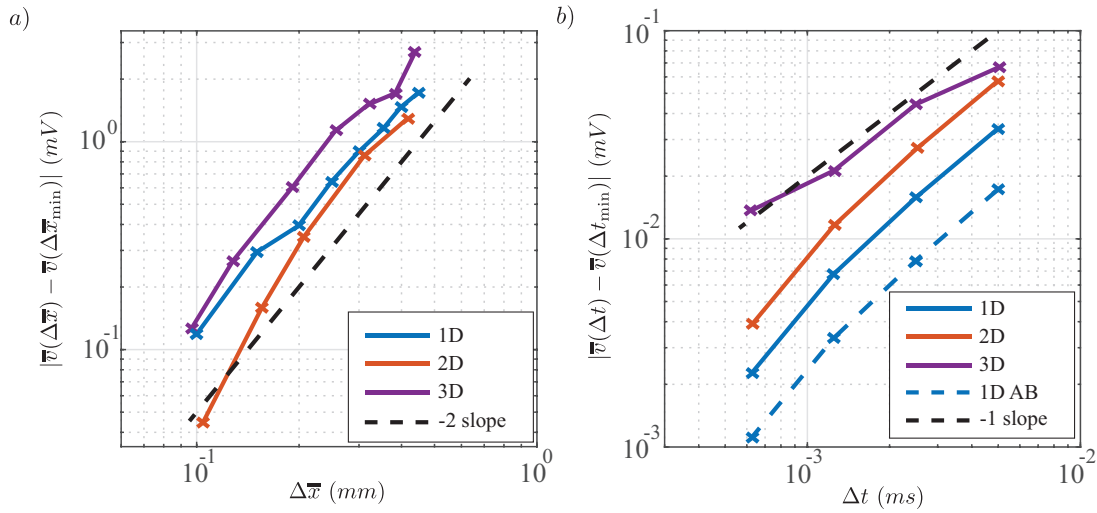 a)
|v̅(Δx̅) − v̅(Δx̅min)| (mV)
10^0
10^-1
10^-1
10^0
Δx̅ (mm)
1D
2D
3D
-2 slope
b)
|v̅(Δt) − v̅(Δtmin)| (mV)
10^-1
10^-2
10^-3
10^-3
10^-2
Δt (ms)
1D
2D
3D
1D AB
-1 slope